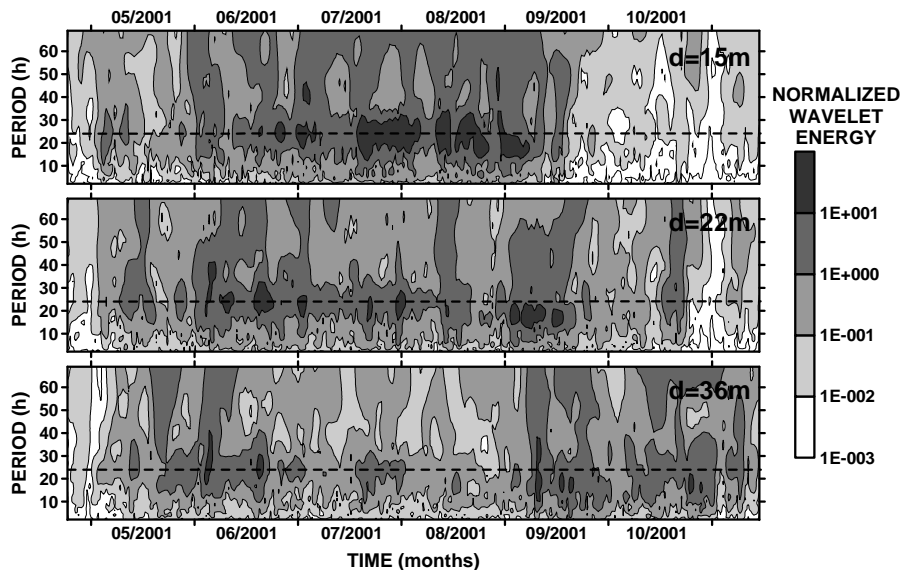 05/2001 06/2001 07/2001 08/2001 09/2001 10/2001
PERIOD (h)
60
50
40
30
20
10
d=15m
PERIOD (h)
60
50
40
30
20
10
d=22m
PERIOD (h)
60
50
40
30
20
10
d=36m
05/2001 06/2001 07/2001 08/2001 09/2001 10/2001
TIME (months)
NORMALIZED
WAVELET
ENERGY
1E+001
1E+000
1E-001
1E-002
1E-003